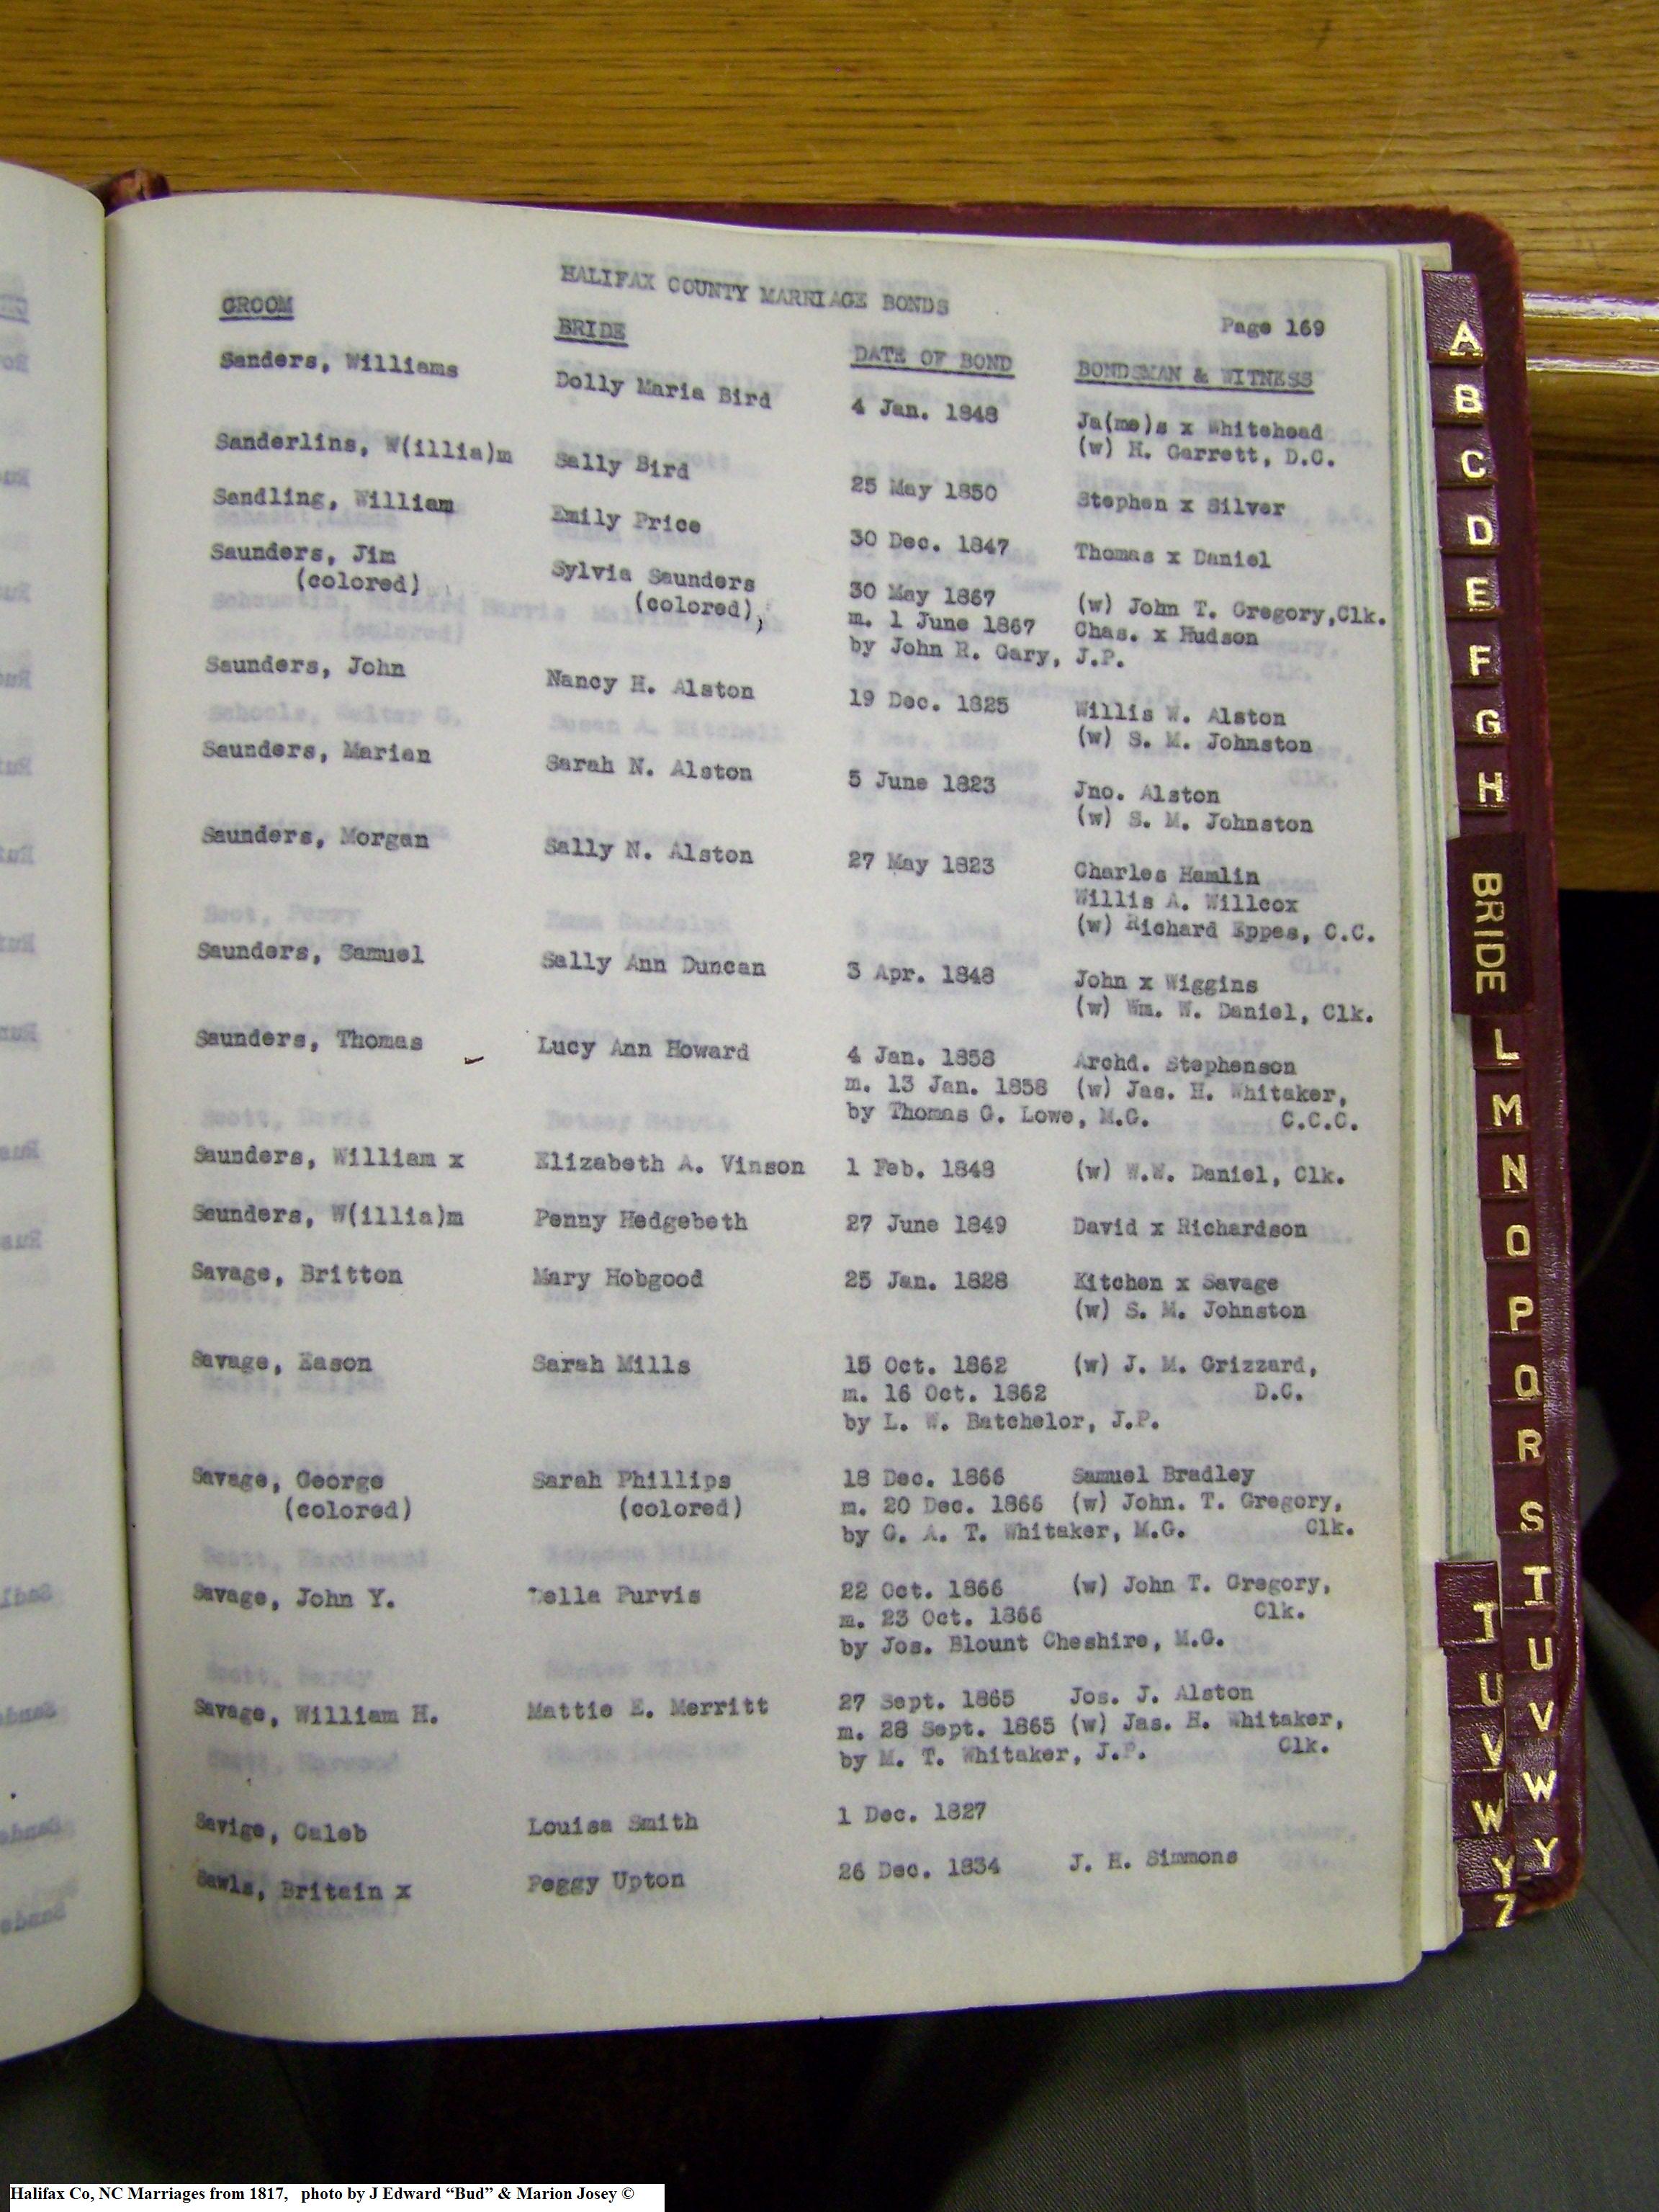 HALIFAX COUNTY MARRIAGE BONDS
Page 169
GROOM BRIDE DATE OF BOND BONDSMAN & WITNESS
Sanders, Williams Dolly Maria Bird 4 Jan. 1848 Ja(me)s x Whitehead
(w) H. Garrett, D.C.
Sanderlins, W(illia)m Sally Bird 25 May 1850 Stephen x Silver
Sandling, William Emily Price 30 Dec. 1847 Thomas x Daniel
Saunders, Jim Sylvia Saunders 30 May 1867 (w) John T. Gregory,Clk.
(colored) (colored), m. 1 June 1867 Chas. x Hudson
by John R. Gary, J.P.
Saunders, John Nancy H. Alston 19 Dec. 1825 Willis W. Alston
(w) S. M. Johnston
Saunders, Marian Sarah N. Alston 5 June 1823 Jno. Alston
(w) S. M. Johnston
Saunders, Morgan Sally N. Alston 27 May 1823 Charles Hamlin
Willis A. Willcox
(w) Richard Eppes, C.C.
Saunders, Samuel Sally Ann Duncan 3 Apr. 1848 John x Wiggins
(w) Wm. W. Daniel, Clk.
Saunders, Thomas Lucy Ann Howard 4 Jan. 1858 Archd. Stephenson
m. 13 Jan. 1858 (w) Jas. H. Whitaker,
by Thomas G. Lowe, M.G. C.C.C.
Saunders, William x Elizabeth A. Vinson 1 Feb. 1848 (w) W.W. Daniel, Clk.
Saunders, W(illia)m Penny Hedgebeth 27 June 1849 David x Richardson
Savage, Britton Mary Hobgood 25 Jan. 1828 Kitchen x Savage
(w) S. M. Johnston
Savage, Eason Sarah Mills 15 Oct. 1862 (w) J. M. Grizzard,
m. 16 Oct. 1862 D.C.
by L. W. Batchelor, J.P.
Savage, George Sarah Phillips 18 Dec. 1866 Samuel Bradley
(colored) (colored) m. 20 Dec. 1866 (w) John. T. Gregory,
by G. A. T. Whitaker, M.G. Clk.
Savage, John Y. Della Purvis 22 Oct. 1866 (w) John T. Gregory,
m. 23 Oct. 1866 Clk.
by Jos. Blount Cheshire, M.G.
Savage, William H. Mattie E. Merritt 27 Sept. 1865 Jos. J. Alston
m. 28 Sept. 1865 (w) Jas. H. Whitaker,
by M. T. Whitaker, J.P. Clk.
Savige, Caleb Louisa Smith 1 Dec. 1827
Sawls, Britain x Peggy Upton 26 Dec. 1834 J. H. Simmons
A
B
C
D
E
F
G
H
BRIDE
L
M
N
O
P
Q
R
S
T
U
V
W
Y
T
U
V
W
Y
Z
Halifax Co, NC Marriages from 1817, photo by J Edward “Bud” & Marion Josey ©